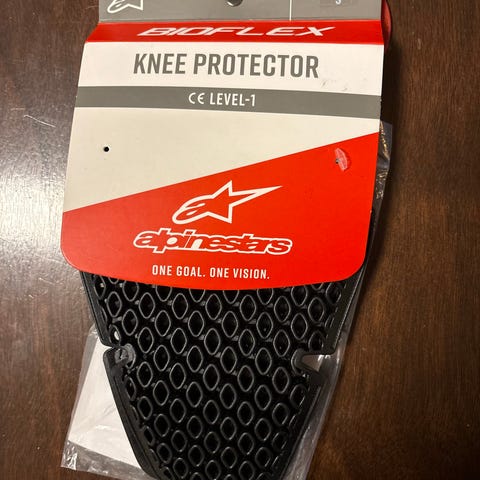 S
BIOFLEX
KNEE PROTECTOR
CE LEVEL-1
alpinestars
ONE GOAL. ONE VISION.